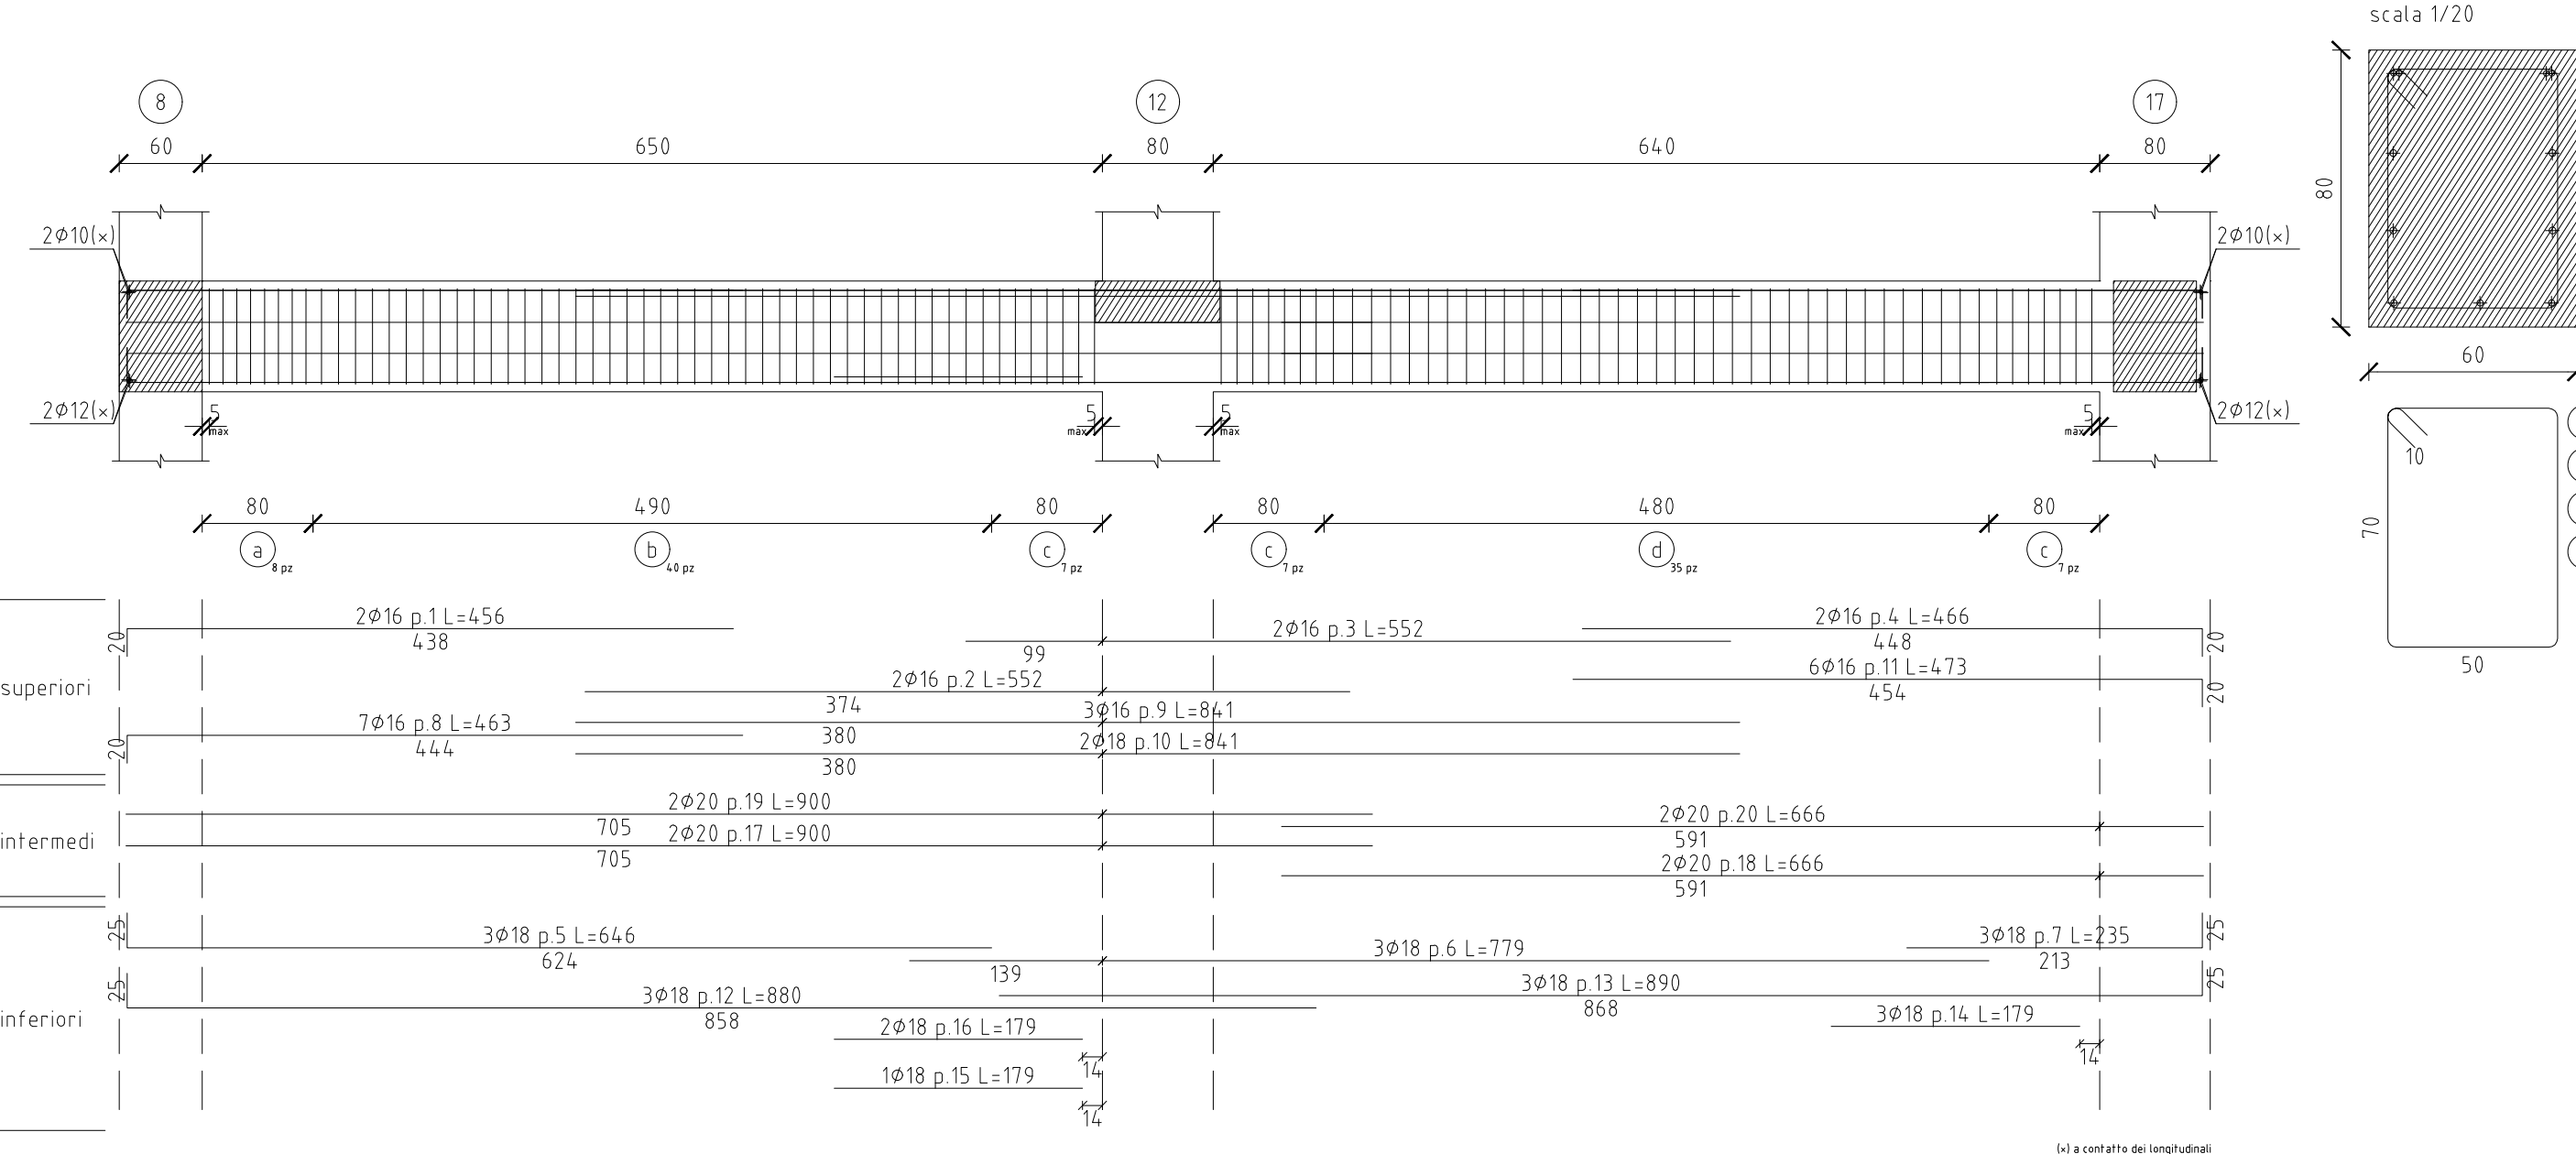 scala 1/20
8
12
17
60
650
80
640
80
2Φ10(x)
2Φ10(x)
80
2Φ12(x)
2Φ12(x)
5
max
5
max
5
max
5
max
60
10
70
50
80
490
80
80
480
80
a
8 pz
b
40 pz
c
7 pz
c
7 pz
d
35 pz
c
7 pz
superiori
2Φ16 p.1 L=456
20
438
2Φ16 p.3 L=552
99
2Φ16 p.4 L=466
448
20
2Φ16 p.2 L=552
374
6Φ16 p.11 L=473
454
20
7Φ16 p.8 L=463
20
444
3Φ16 p.9 L=841
380
2Φ18 p.10 L=841
380
intermedi
2Φ20 p.19 L=900
705
2Φ20 p.20 L=666
591
2Φ20 p.17 L=900
705
2Φ20 p.18 L=666
591
inferiori
25
3Φ18 p.5 L=646
624
3Φ18 p.6 L=779
139
3Φ18 p.7 L=235
213
25
25
3Φ18 p.12 L=880
858
3Φ18 p.13 L=890
868
25
2Φ18 p.16 L=179
14
3Φ18 p.14 L=179
14
1Φ18 p.15 L=179
14
(x) a contatto dei longitudinali